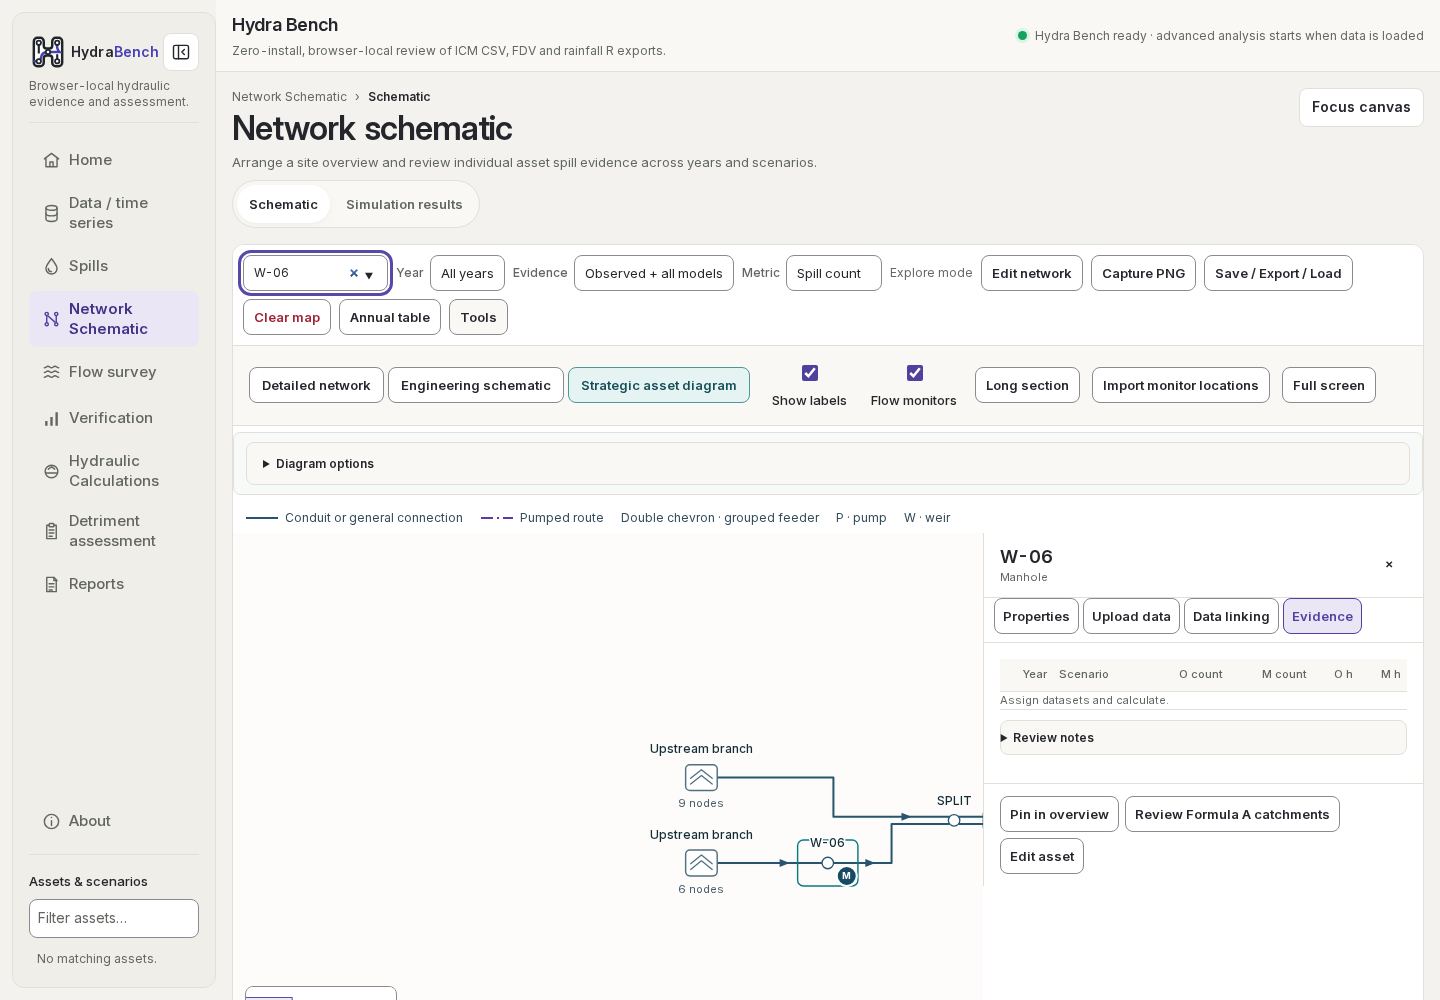 HydraBench
Browser-local hydraulic
evidence and assessment.
Home
Data / time
series
Spills
Network
Schematic
Flow survey
Verification
Hydraulic
Calculations
Detriment
assessment
Reports
About
Assets & scenarios
Filter assets...
No matching assets.
Hydra Bench
Zero-install, browser-local review of ICM CSV, FDV and rainfall R exports.
Hydra Bench ready · advanced analysis starts when data is loaded
Network Schematic › Schematic
Network schematic
Arrange a site overview and review individual asset spill evidence across years and scenarios.
Focus canvas
Schematic Simulation results
W-06 × ▼ Year All years Evidence Observed + all models Metric Spill count Explore mode Edit network Capture PNG Save / Export / Load
Clear map Annual table Tools
Detailed network Engineering schematic Strategic asset diagram Show labels Flow monitors Long section Import monitor locations Full screen
Diagram options
Conduit or general connection Pumped route Double chevron · grouped feeder P · pump W · weir
Upstream branch
9 nodes
SPLIT
Upstream branch
6 nodes
W-06
M
W-06
Manhole
×
Properties Upload data Data linking Evidence
Year Scenario O count M count O h M h
Assign datasets and calculate.
Review notes
Pin in overview Review Formula A catchments
Edit asset